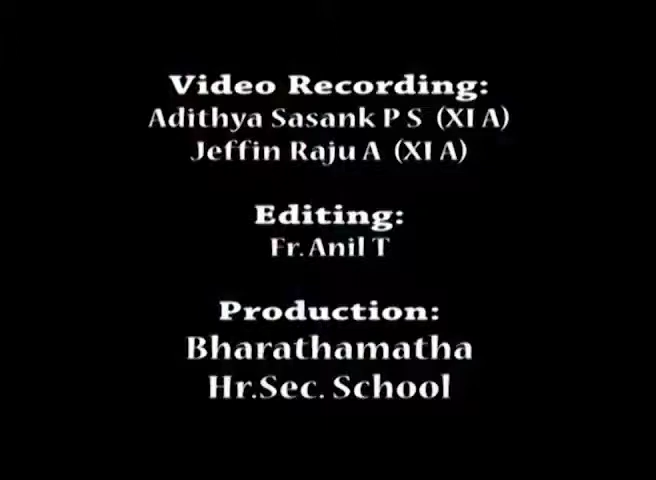 Video Recording:
Adithya Sasank P S (XI A)
Jeffin Raju A (XI A)
Editing:
Fr. Anil T
Production:
Bharathamatha
Hr.Sec. School